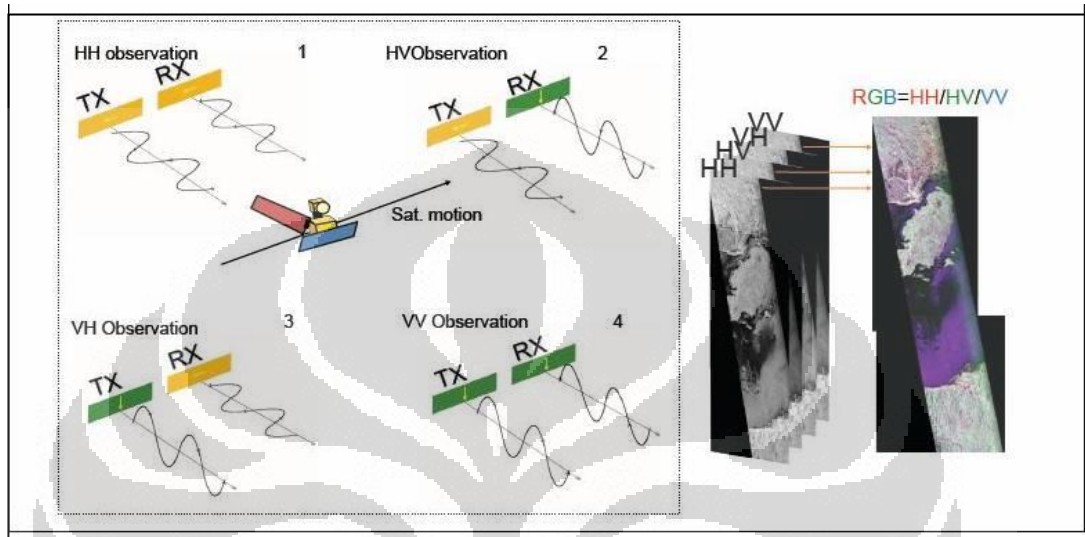 HH observation 1
TX RX
HVObservation 2
TX RX
Sat. motion
VH Observation 3
TX RX
VV Observation 4
TX RX
HH HV VH VV
RGB=HH/HV/VV